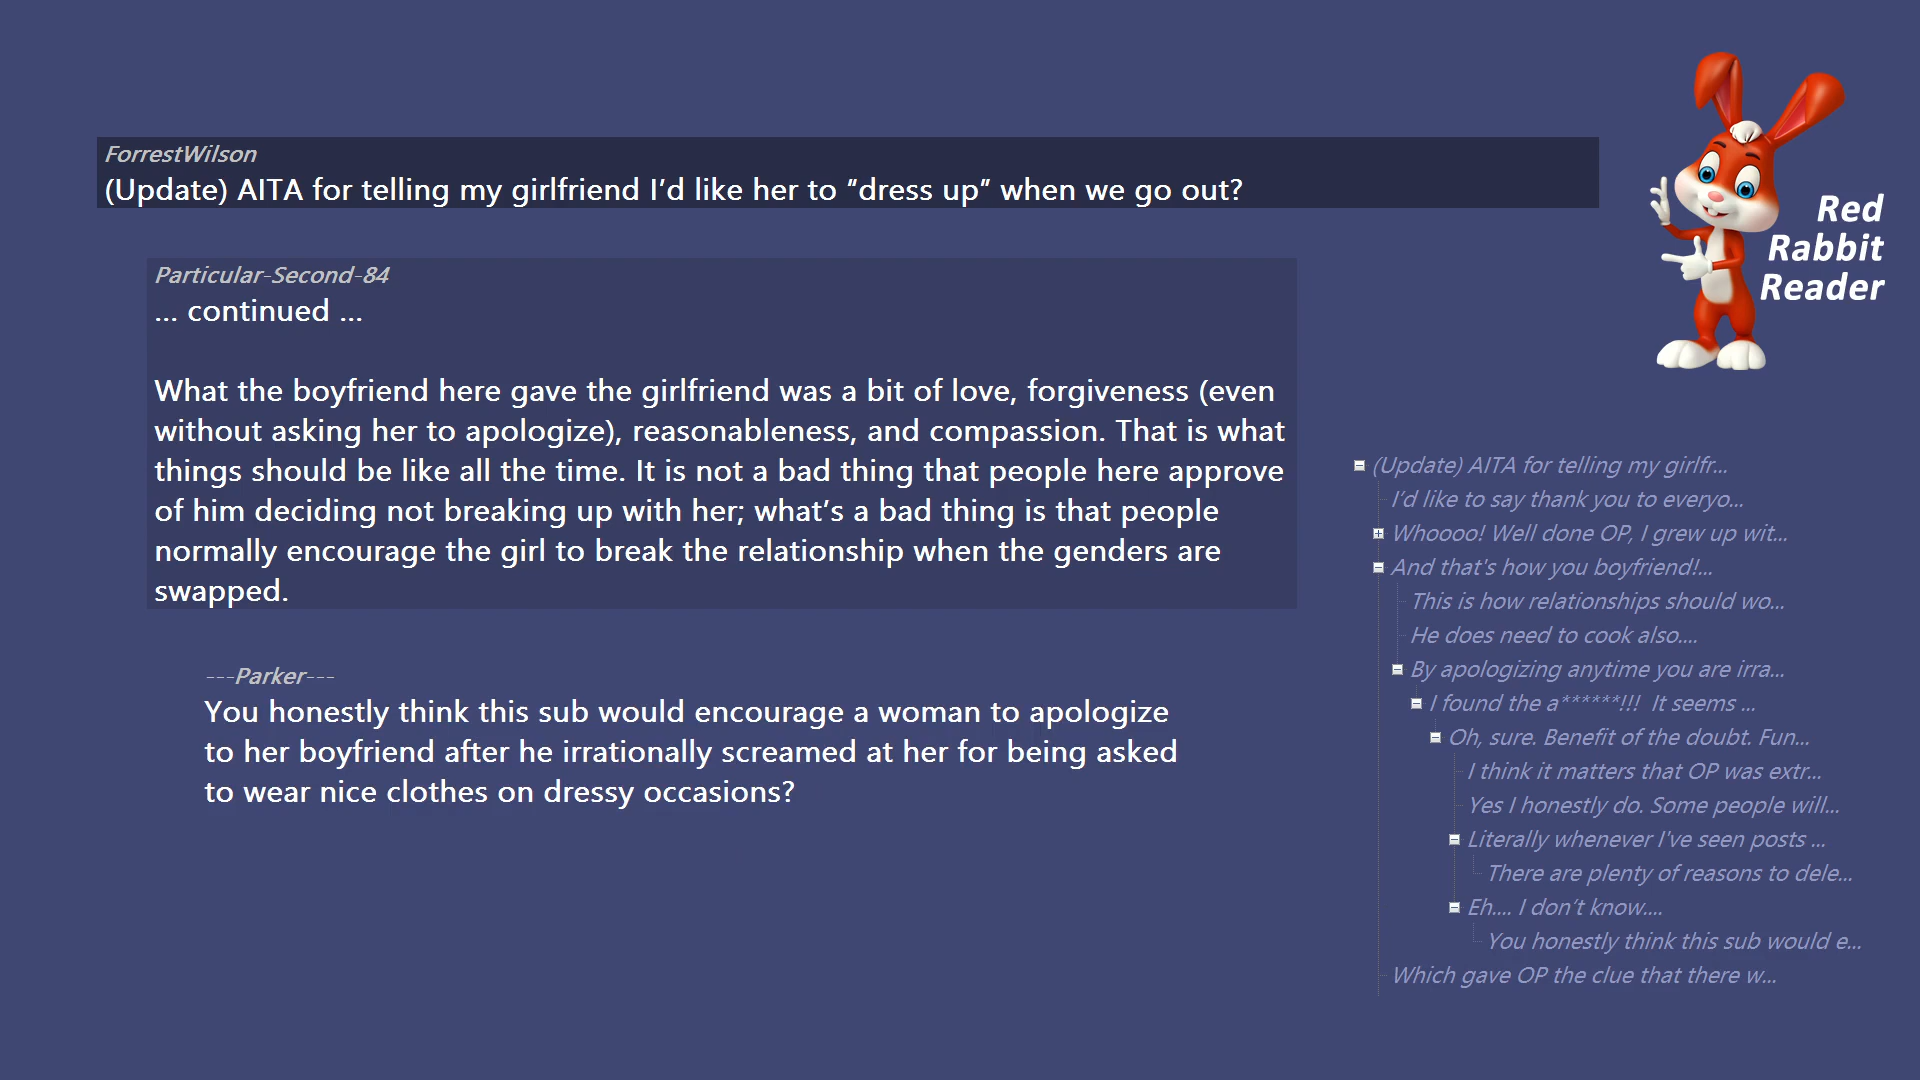 ForrestWilson
(Update) AITA for telling my girlfriend I’d like her to “dress up” when we go out?
Particular-Second-84
... continued ...
What the boyfriend here gave the girlfriend was a bit of love, forgiveness (even
without asking her to apologize), reasonableness, and compassion. That is what
things should be like all the time. It is not a bad thing that people here approve
of him deciding not breaking up with her; what’s a bad thing is that people
normally encourage the girl to break the relationship when the genders are
swapped.
---Parker---
You honestly think this sub would encourage a woman to apologize
to her boyfriend after he irrationally screamed at her for being asked
to wear nice clothes on dressy occasions?
Red
Rabbit
Reader
(Update) AITA for telling my girlfr...
I’d like to say thank you to everyo...
Whoooo! Well done OP, I grew up wit...
And that's how you boyfriend!...
This is how relationships should wo...
He does need to cook also....
By apologizing anytime you are irra...
I found the a******!!! It seems ...
Oh, sure. Benefit of the doubt. Fun...
I think it matters that OP was extr...
Yes I honestly do. Some people will...
Literally whenever I've seen posts ...
There are plenty of reasons to dele...
Eh.... I don’t know....
You honestly think this sub would e...
Which gave OP the clue that there w...